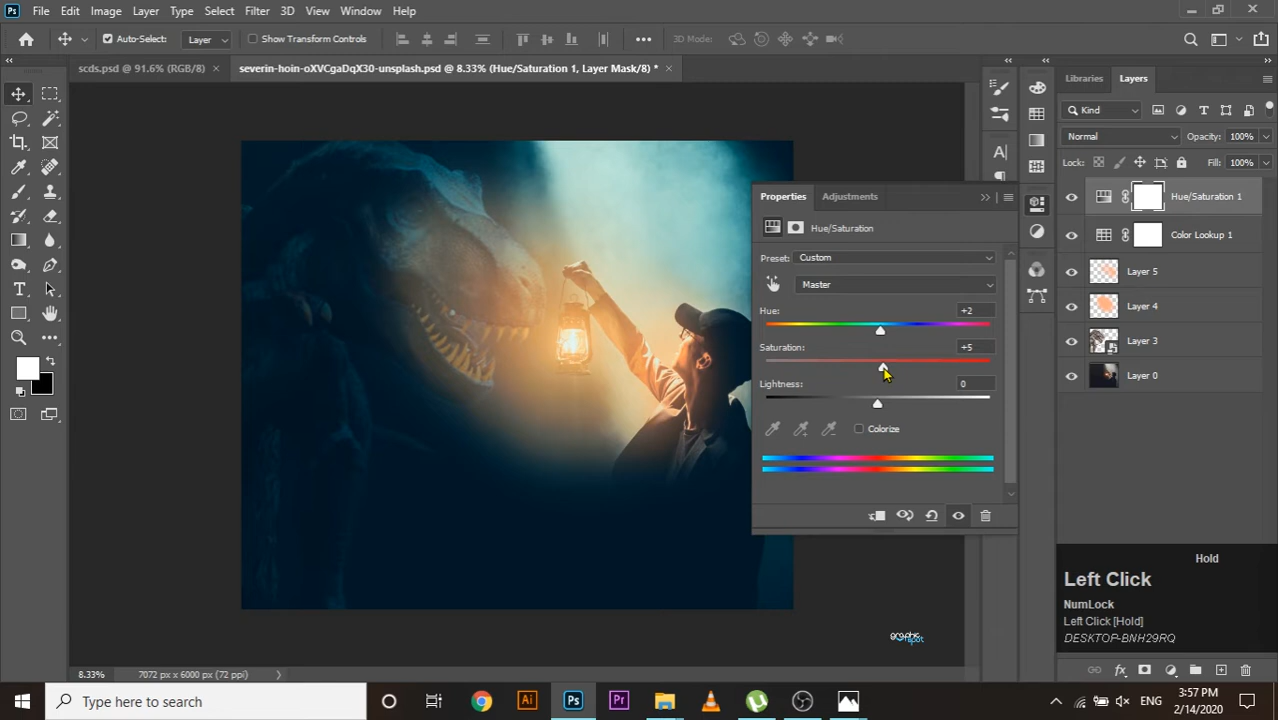 Ps File Edit Image Layer Type Select Filter 3D View Window Help
Auto-Select: Layer Show Transform Controls 3D Mode:
scds.psd @ 91.6% (RGB/8) × severin-hoin-oXVCgaDqX30-unsplash.psd @ 8.33% (Hue/Saturation 1, Layer Mask/8) * ×
Libraries Layers
Kind
Normal Opacity: 100%
Lock: Fill: 100%
Hue/Saturation 1
Color Lookup 1
Layer 5
Layer 4
Layer 3
Layer 0
Properties Adjustments
Hue/Saturation
Preset: Custom
Master
Hue: +2
Saturation: +5
Lightness: 0
Colorize
Hold
Left Click
NumLock
Left Click [Hold]
DESKTOP-BNH29RQ
8.33% 7072 px x 6000 px (72 ppi)
Type here to search
Ai Ps Pr
ENG
3:57 PM
2/14/2020